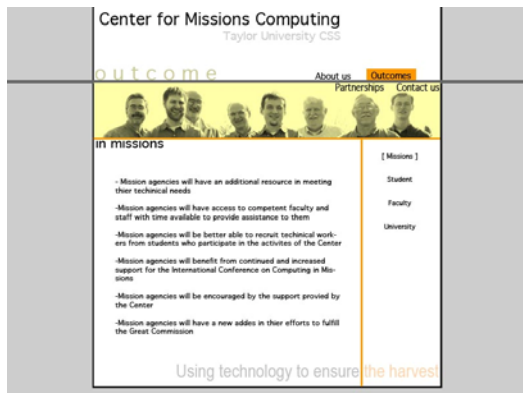 Center for Missions Computing
Taylor University CSS
outcome
About us Outcomes
Partnerships Contact us
in missions
[ Missions ]
- Mission agencies will have an additional resource in meeting
thier techinical needs
Student
-Mission agencies will have access to competent faculty and
staff with time available to provide assistance to them
Faculty
-Mission agencies will be better able to recruit techinical work-
ers from students who participate in the activites of the Center
University
-Mission agencies will benefit from continued and increased
support for the International Conference on Computing in Mis-
sions
-Mission agencies will be encouraged by the support provied by
the Center
-Mission agencies will have a new addes in thier efforts to fulfill
the Great Commission
Using technology to ensure the harvest